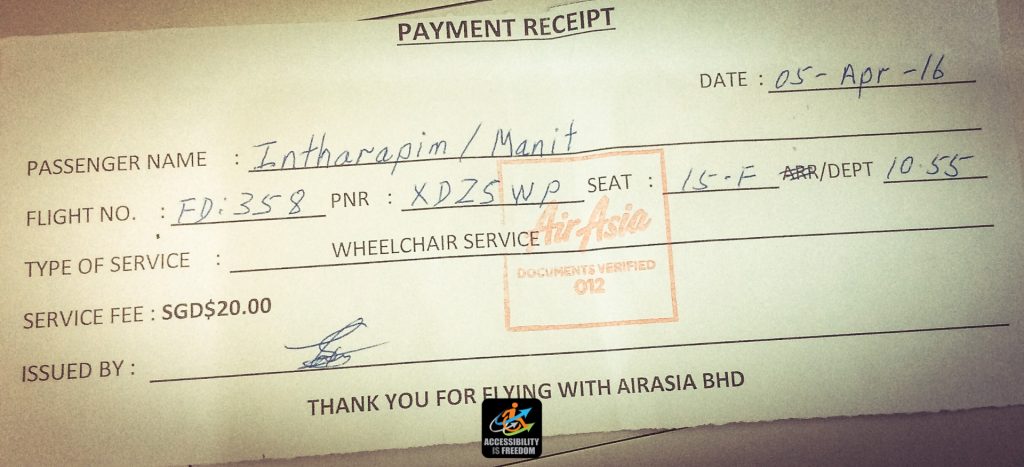 PAYMENT RECEIPT
DATE : 05-Apr-16
PASSENGER NAME : Intharapim / Manit
FLIGHT NO. : FD:358 PNR : XDZSWP SEAT : 15-F ARR/DEPT 10.55
TYPE OF SERVICE : WHEELCHAIR SERVICE
AirAsia
DOCUMENTS VERIFIED
012
SERVICE FEE : SGD$20.00
ISSUED BY :
THANK YOU FOR FLYING WITH AIRASIA BHD
ACCESSIBILITY
IS FREEDOM